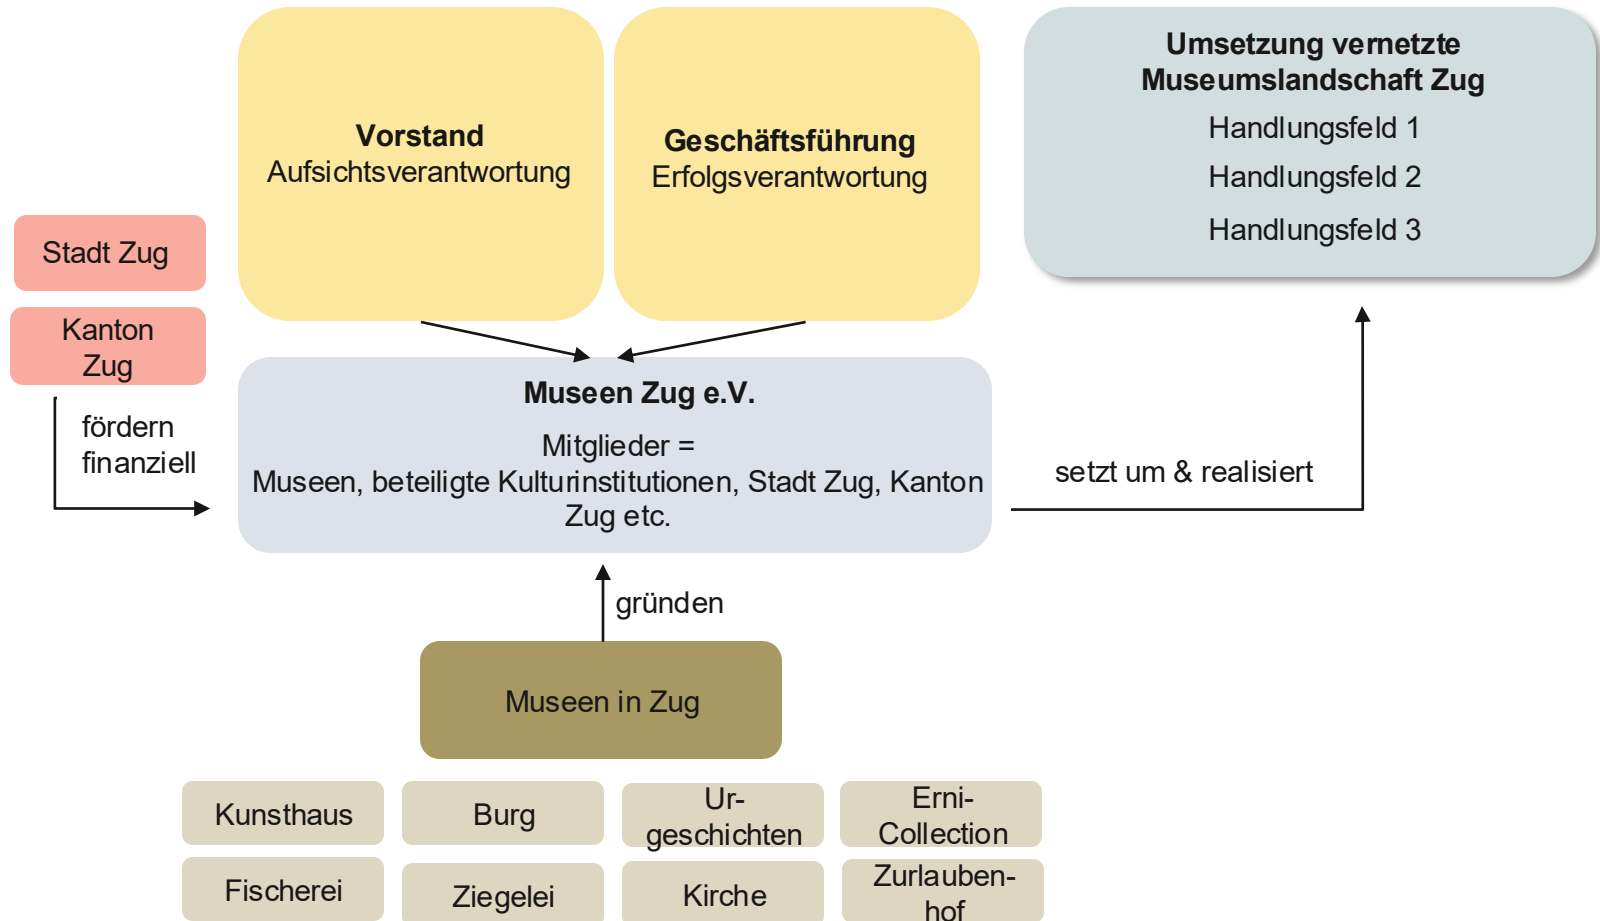 Vorstand
Aufsichtsverantwortung
Geschäftsführung
Erfolgsverantwortung
Umsetzung vernetzte
Museumslandschaft Zug
Handlungsfeld 1
Handlungsfeld 2
Handlungsfeld 3
Stadt Zug
Kanton
Zug
fördern
finanziell
Museen Zug e.V.
Mitglieder =
Museen, beteiligte Kulturinstitutionen, Stadt Zug, Kanton
Zug etc.
setzt um & realisiert
gründen
Museen in Zug
Kunsthaus
Burg
Ur-
geschichten
Erni-
Collection
Fischerei
Ziegelei
Kirche
Zurlauben-
hof